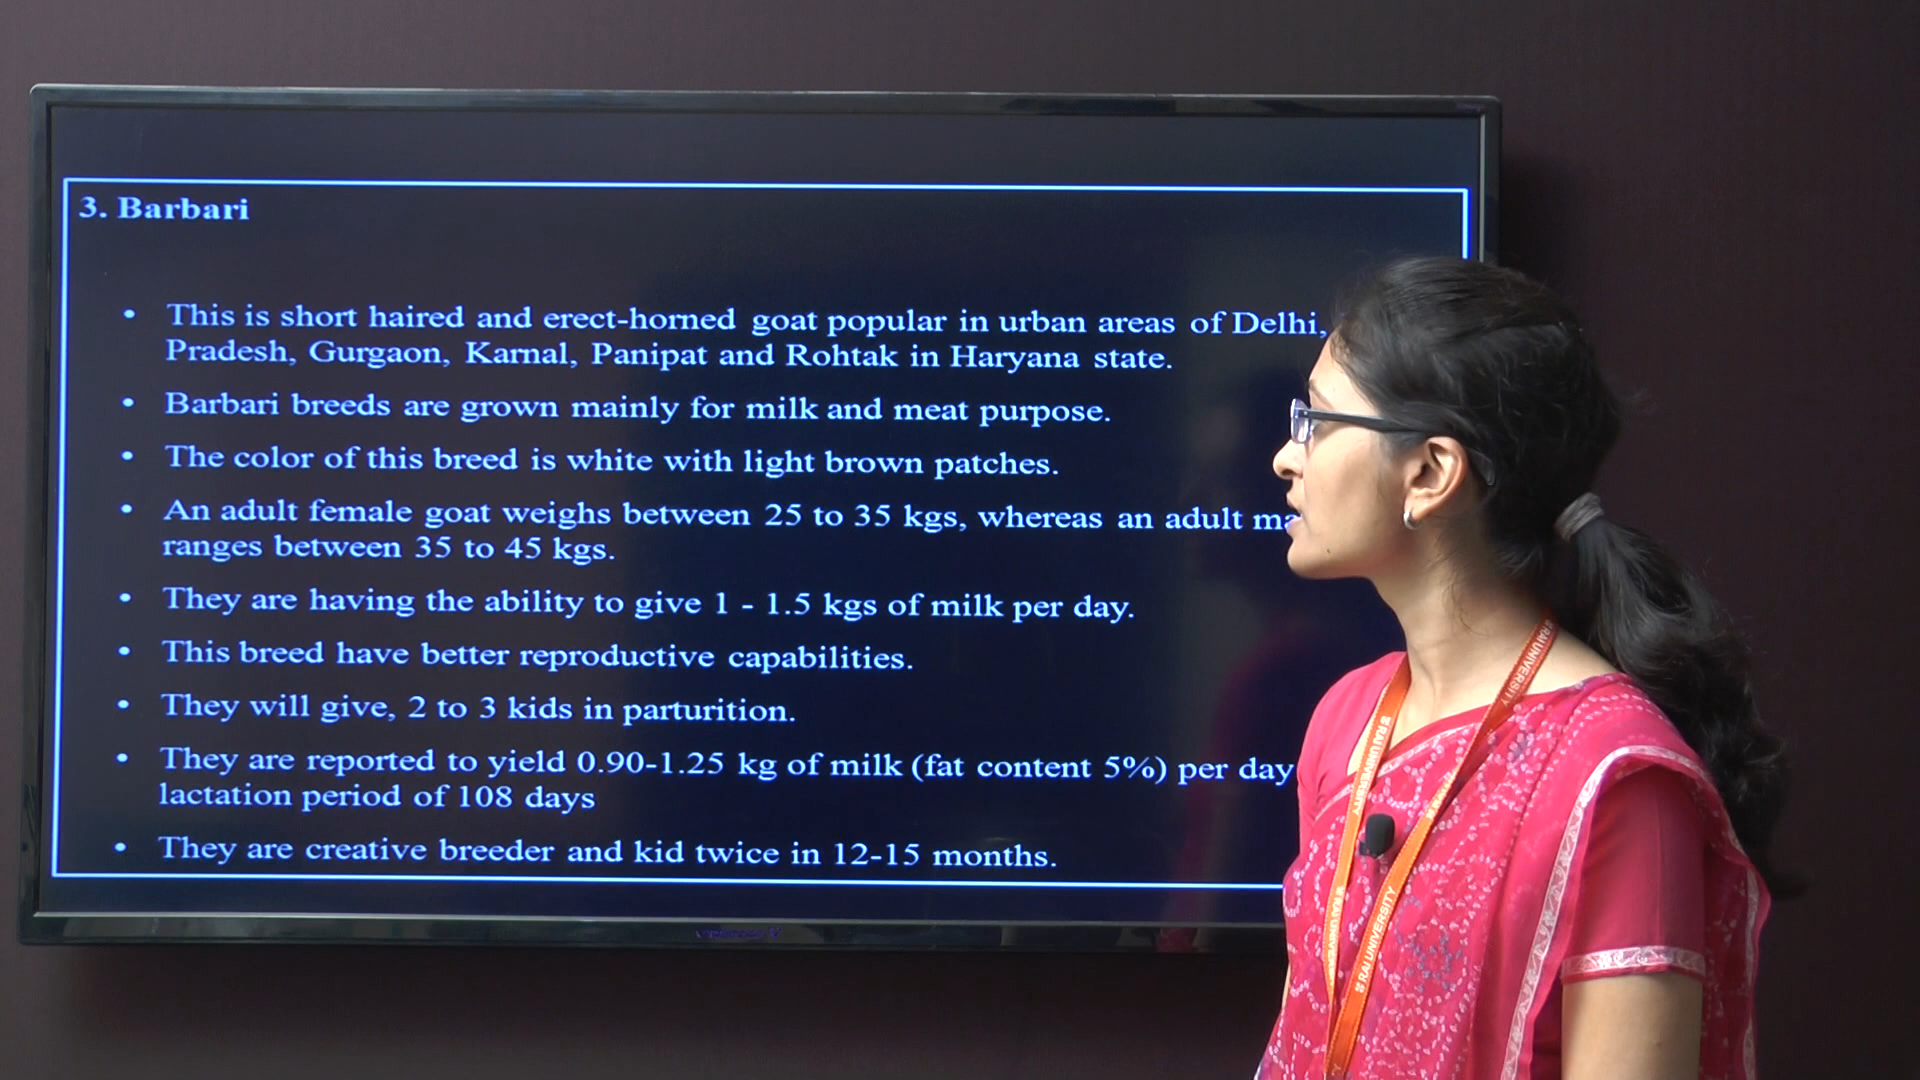 3. Barbari
• This is short haired and erect-horned goat popular in urban areas of Delhi,
Pradesh, Gurgaon, Karnal, Panipat and Rohtak in Haryana state.
• Barbari breeds are grown mainly for milk and meat purpose.
• The color of this breed is white with light brown patches.
• An adult female goat weighs between 25 to 35 kgs, whereas an adult
ranges between 35 to 45 kgs.
• They are having the ability to give 1 - 1.5 kgs of milk per day.
• This breed have better reproductive capabilities.
• They will give, 2 to 3 kids in parturition.
• They are reported to yield 0.90-1.25 kg of milk (fat content 5%) per day
lactation period of 108 days
• They are creative breeder and kid twice in 12-15 months.
RAI UNIVERSITY
RAI UNIVERSITY
RAI UNIVERSITY